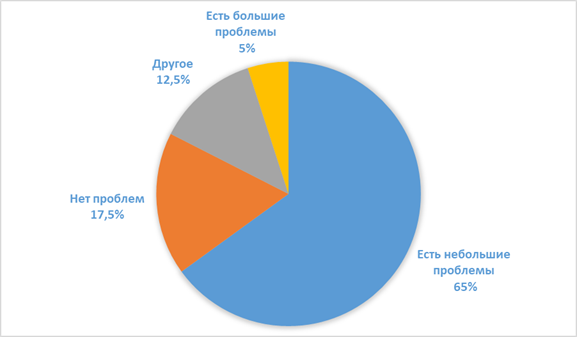 Есть большие
проблемы
5%
Другое
12,5%
Нет проблем
17,5%
Есть небольшие
проблемы
65%